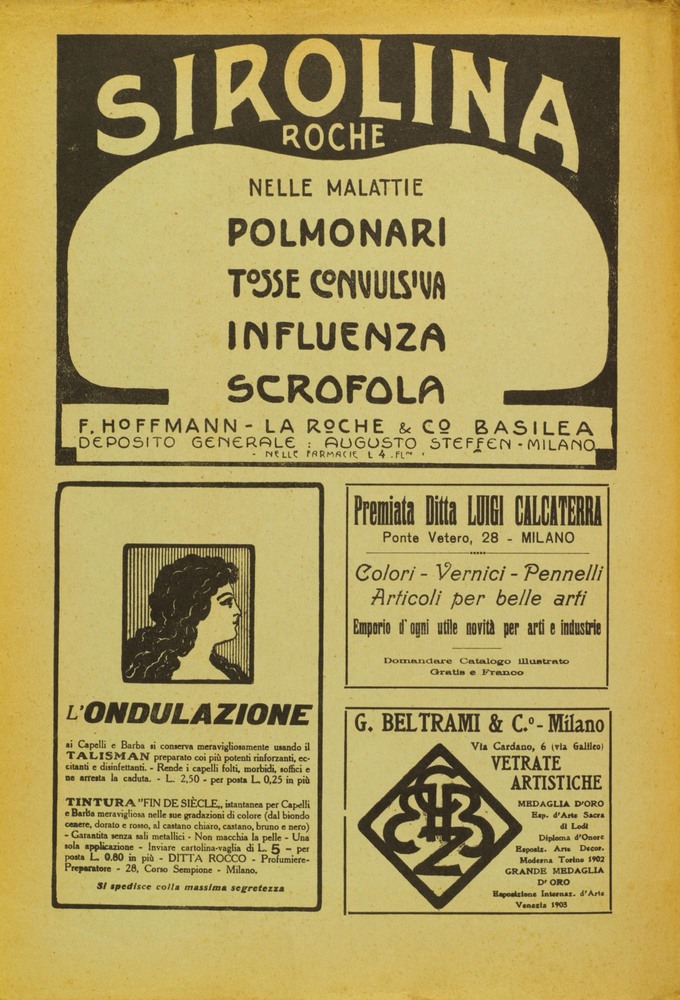 SIROLINA
ROCHE
NELLE MALATTIE
POLMONARI
TOSSE CONVULSIVA
INFLUENZA
SCROFOLA
F. HOFFMANN - LA ROCHE & Cº BASILEA
DEPOSITO GENERALE : AUGUSTO STEFFEN - MILANO
- NELLE FARMACIE L 4 . FLᵐᵉ
L'ONDULAZIONE
ai Capelli e Barba si conserva meravigliosamente usando il
TALISMAN preparato coi più potenti rinforzanti, ec-
citanti e disinfettanti. - Rende i capelli folti, morbidi, soffici e
ne arresta la caduta. - L. 2,50 - per posta L. 0,25 in più
TINTURA "FIN DE SIÈCLE„ istantanea per Capelli
e Barba meravigliosa nelle sue gradazioni di colore (dal biondo
cenere, dorato e rosso, al castano chiaro, castano, bruno e nero)
- Garantita senza sali metallici - Non macchia la pelle - Una
sola applicazione - Inviare cartolina-vaglia di L. 5 - per
posta L. 0.80 in più - DITTA ROCCO - Profumiere-
Preparatore - 28, Corso Sempione - Milano.
Si spedisce colla massima segretezza
Premiata Ditta LUIGI CALCATERRA
Ponte Vetero, 28 - MILANO
Colori - Vernici - Pennelli
Articoli per belle arti
Emporio d'ogni utile novità per arti e industrie
Domandare Catalogo illustrato
Gratis e Franco
G. BELTRAMI & C.º - Milano
Via Cardano, 6 (via Galileo)
VETRATE
ARTISTICHE
MEDAGLIA D'ORO
Esp. d'Arte Sacra
di Lodi
Diploma d'Onore
Esposiz. Arte Decor.
Moderna Torino 1902
GRANDE MEDAGLIA
D'ORO
Esposizione Internaz. d'Arte
Venezia 1903